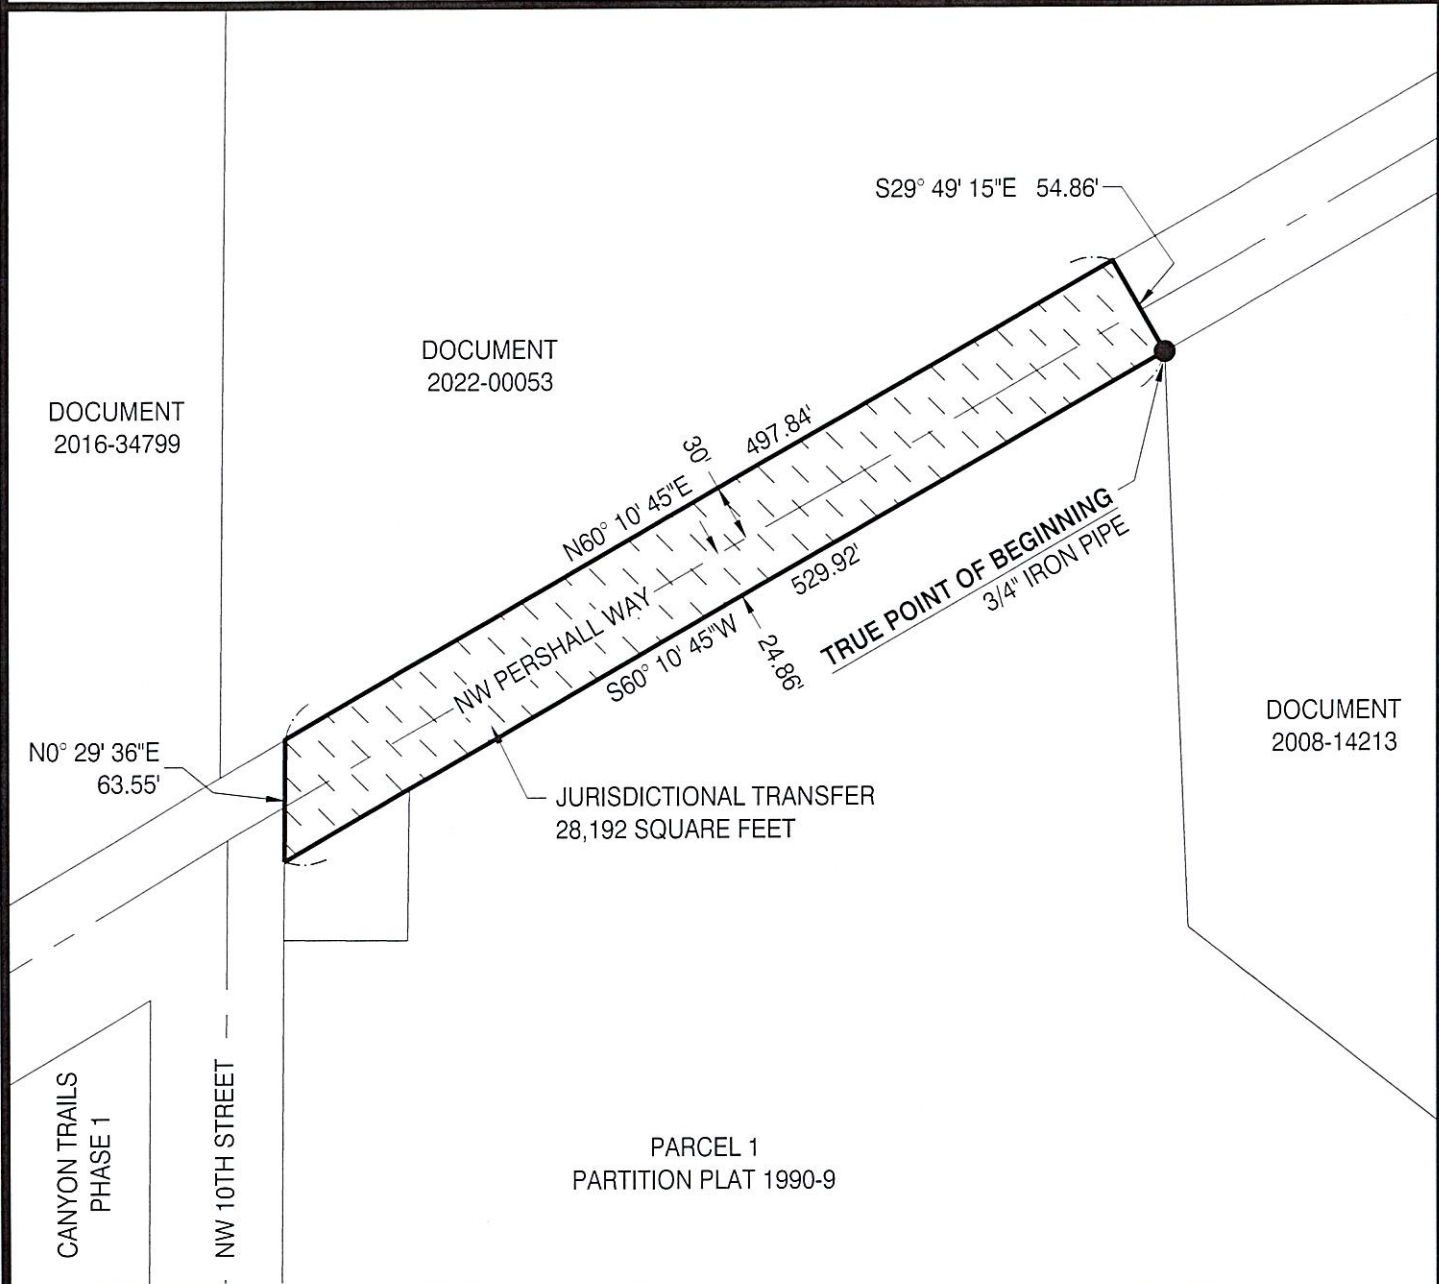 S29° 49' 15"E 54.86'
DOCUMENT
2022-00053
DOCUMENT
2016-34799
30'
497.84'
N60° 10' 45"E
NW PERSHALL WAY
S60° 10' 45"W
529.92'
24.86'
TRUE POINT OF BEGINNING
3/4" IRON PIPE
DOCUMENT
2008-14213
N0° 29' 36"E
63.55'
JURISDICTIONAL TRANSFER
28,192 SQUARE FEET
CANYON TRAILS
PHASE 1
NW 10TH STREET
PARCEL 1
PARTITION PLAT 1990-9